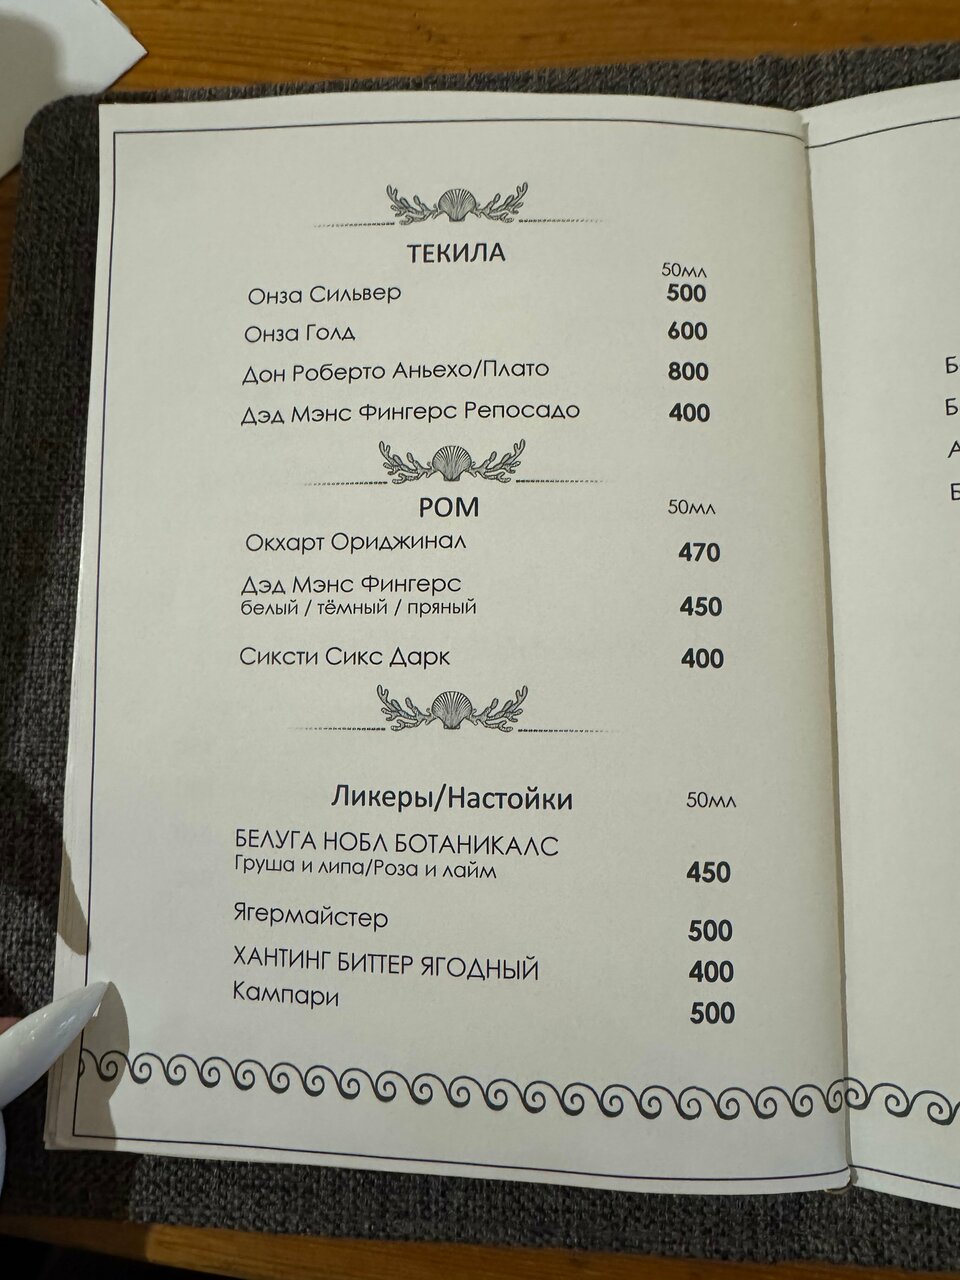 ТЕКИЛА
50мл
Онза Сильвер 500
Онза Голд 600
Дон Роберто Аньехо/Плато 800
Дэд Мэнс Фингерс Репосадо 400
РОМ 50мл
Окхарт Ориджинал 470
Дэд Мэнс Фингерс
белый / тёмный / пряный 450
Сиксти Сикс Дарк 400
Ликеры/Настойки 50мл
БЕЛУГА НОБЛ БОТАНИКАЛС
Груша и липа/Роза и лайм 450
Ягермайстер 500
ХАНТИНГ БИТТЕР ЯГОДНЫЙ 400
Кампари 500